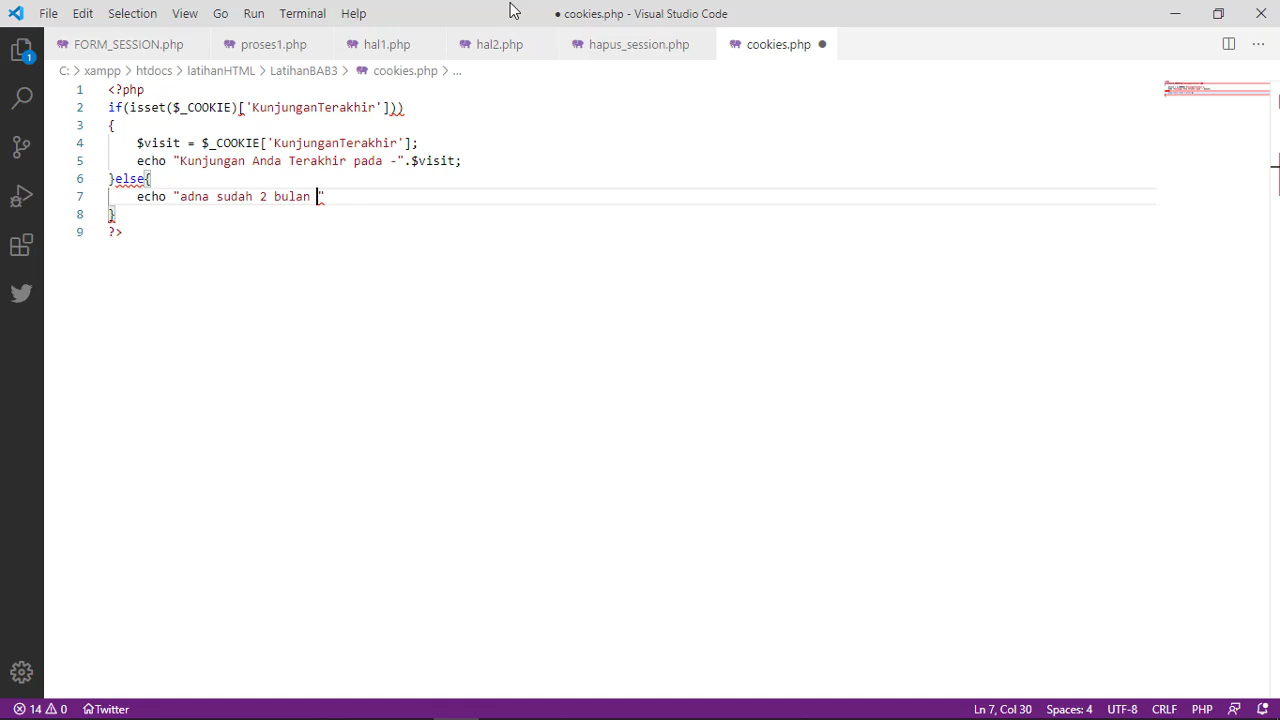 File Edit Selection View Go Run Terminal Help
● cookies.php - Visual Studio Code
FORM_SESSION.php proses1.php hal1.php hal2.php hapus_session.php cookies.php ●
C: > xampp > htdocs > latihanHTML > LatihanBAB3 > cookies.php > ...
1 <?php
2 if(isset($_COOKIE)['KunjunganTerakhir']))
3 {
4 $visit = $_COOKIE['KunjunganTerakhir'];
5 echo "Kunjungan Anda Terakhir pada -".$visit;
6 }else{
7 echo "adna sudah 2 bulan "
8 }
9 ?>
1
14 0 Twitter Ln 7, Col 30 Spaces: 4 UTF-8 CRLF PHP